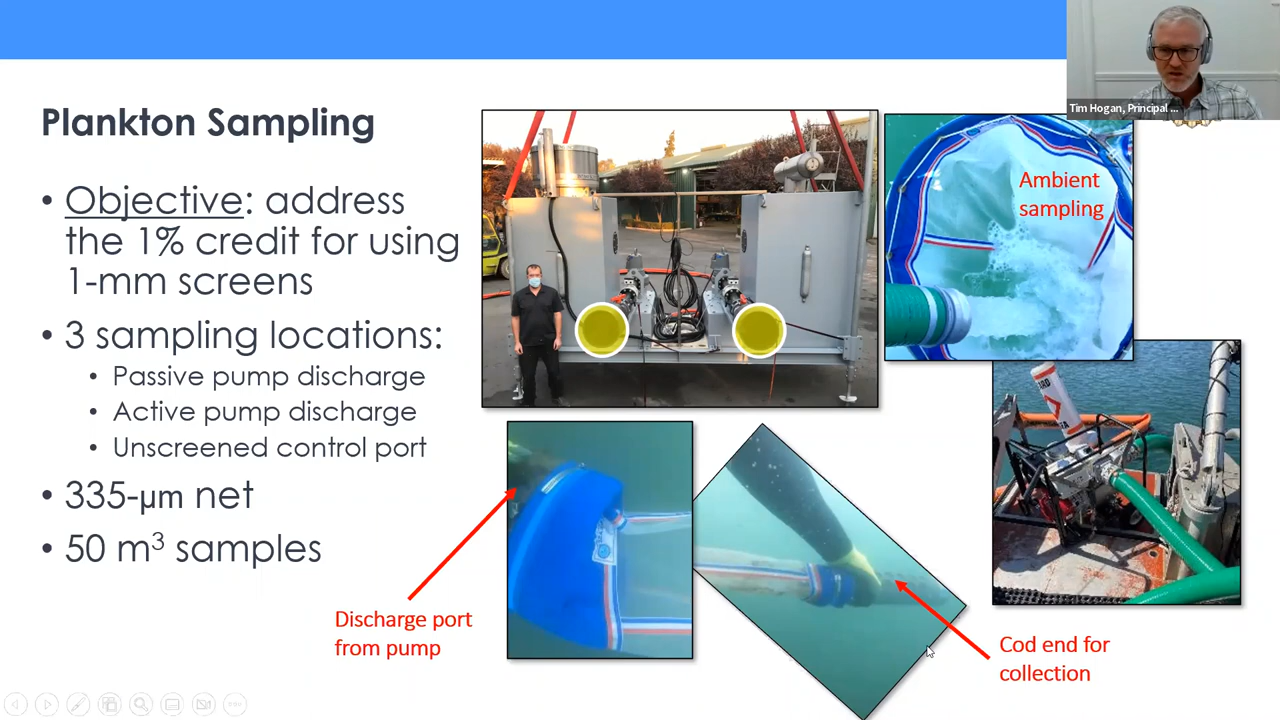 Tim Hogan, Principal ...
Plankton Sampling
• Objective: address
the 1% credit for using
1-mm screens
• 3 sampling locations:
• Passive pump discharge
• Active pump discharge
• Unscreened control port
• 335-µm net
• 50 m³ samples
Ambient
sampling
Discharge port
from pump
Cod end for
collection